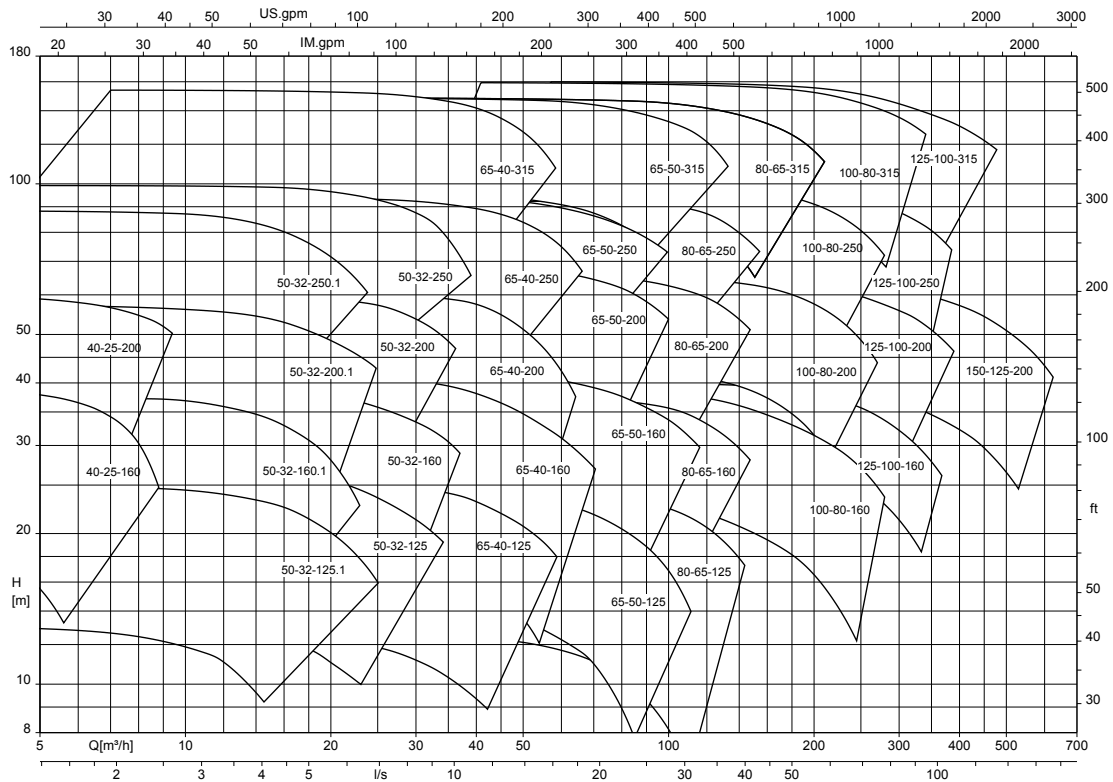 30 40 50 US.gpm 100 200 300 400 500 1000 2000 3000
20 30 40 50 IM.gpm 100 200 300 400 500 1000 2000
180
500
400
125-100-315
65-40-315 65-50-315 80-65-315 100-80-315
100
300
65-50-250 80-65-250 100-80-250
50-32-250.1 50-32-250 65-40-250 125-100-250
200
65-50-200
50
40-25-200 50-32-200 80-65-200 125-100-200
50-32-200.1 65-40-200 100-80-200 150-125-200
40
65-50-160
100
30
40-25-160 50-32-160.1 50-32-160 65-40-160 80-65-160 125-100-160
100-80-160
ft
20
50-32-125 65-40-125
50-32-125.1 80-65-125
H
[m]
50
65-50-125
40
10
30
8
5 Q[m³/h] 10 20 30 40 50 100 200 300 400 500 700
2 3 4 5 l/s 10 20 30 40 50 100